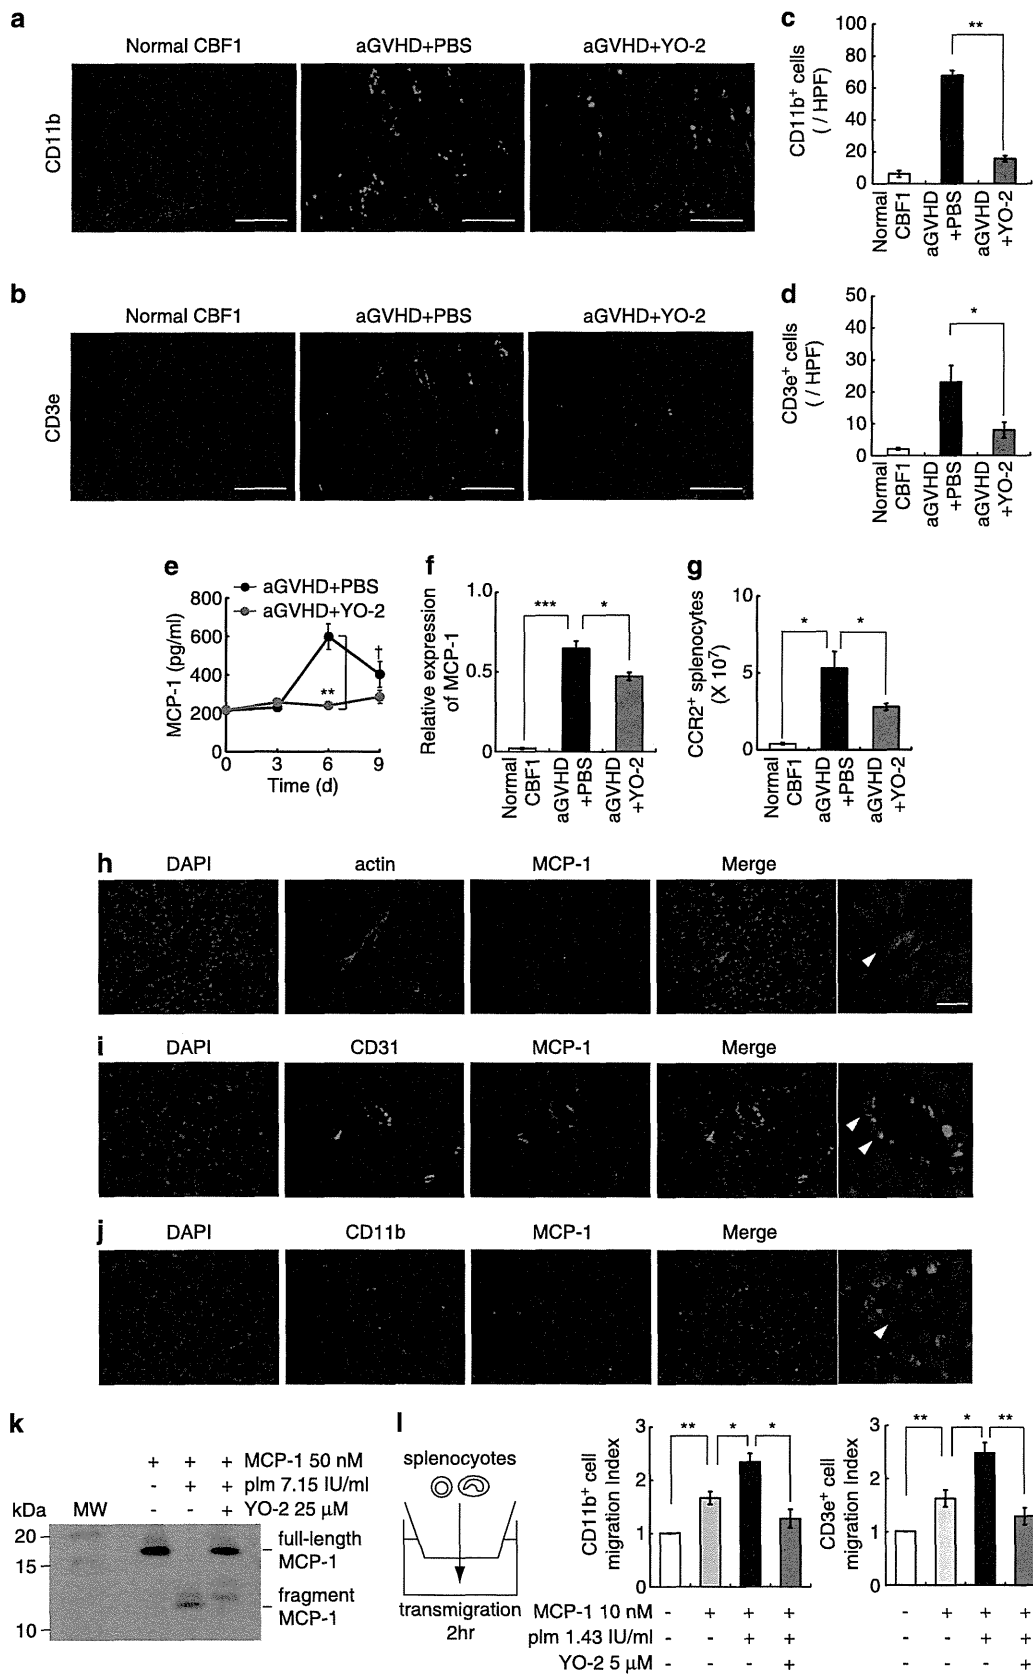 a
Normal CBF1
aGVHD+PBS
aGVHD+YO-2
CD11b
c
CD11b+ cells
( / HPF)
100
80
60
40
20
0
**
Normal
CBF1
aGVHD
+PBS
aGVHD
+YO-2
b
Normal CBF1
aGVHD+PBS
aGVHD+YO-2
CD3e
d
CD3e+ cells
( / HPF)
50
40
30
20
10
0
*
Normal
CBF1
aGVHD
+PBS
aGVHD
+YO-2
e
aGVHD+PBS
aGVHD+YO-2
MCP-1 (pg/ml)
800
600
400
200
0
**
†
0 3 6 9
Time (d)
f
Relative expression
of MCP-1
1.0
0.5
0
***
*
Normal
CBF1
aGVHD
+PBS
aGVHD
+YO-2
g
CCR2+ splenocytes
(X 10⁷)
10
5
0
*
*
Normal
CBF1
aGVHD
+PBS
aGVHD
+YO-2
h
DAPI
actin
MCP-1
Merge
i
DAPI
CD31
MCP-1
Merge
j
DAPI
CD11b
MCP-1
Merge
k
+ + + MCP-1 50 nM
- + + plm 7.15 IU/ml
- - + YO-2 25 µM
kDa
MW
20
15
10
full-length
MCP-1
fragment
MCP-1
l
splenocytes
transmigration
2hr
CD11b+ cell
migration Index
3
2
1
0
**
*
*
CD3e+ cell
migration Index
3
2
1
0
**
*
**
MCP-1 10 nM - + + + - + + +
plm 1.43 IU/ml - - + + - - + +
YO-2 5 µM - - - + - - - +